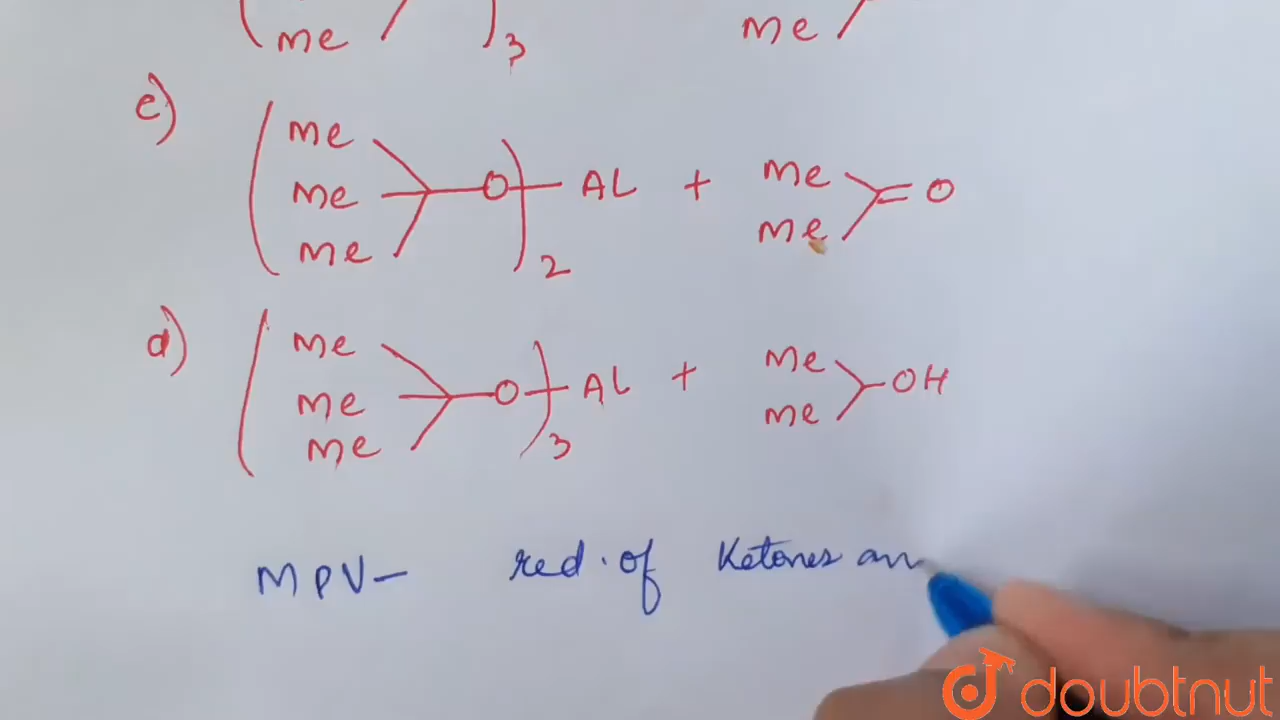 me )3 me
c)
me
me — O )2 — AL + me
me me = O
d)
me
me — O )3 — AL + me
me me — OH
MPV - red. of Ketones an
doubtnut